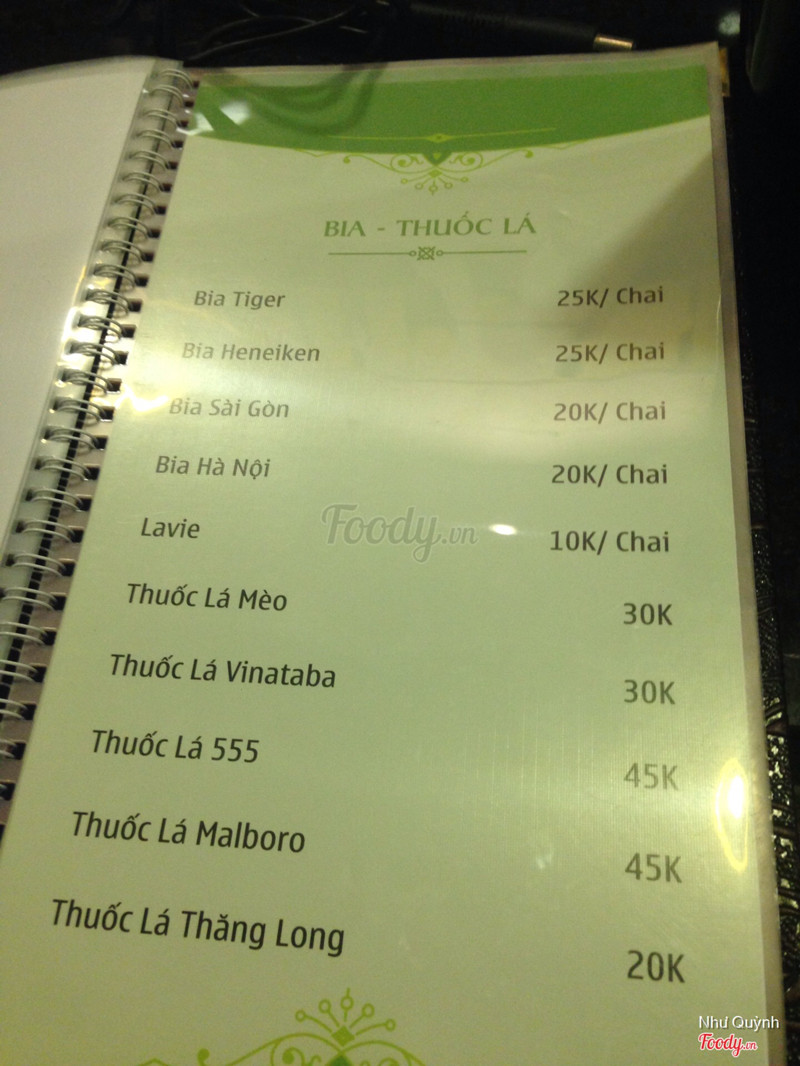 BIA - THUỐC LÁ
Bia Tiger 25K/ Chai
Bia Heneiken 25K/ Chai
Bia Sài Gòn 20K/ Chai
Bia Hà Nội 20K/ Chai
Lavie 10K/ Chai
Foody.vn
Thuốc Lá Mèo 30K
Thuốc Lá Vinataba 30K
Thuốc Lá 555 45K
Thuốc Lá Malboro 45K
Thuốc Lá Thăng Long 20K
Như Quỳnh
Foody.vn